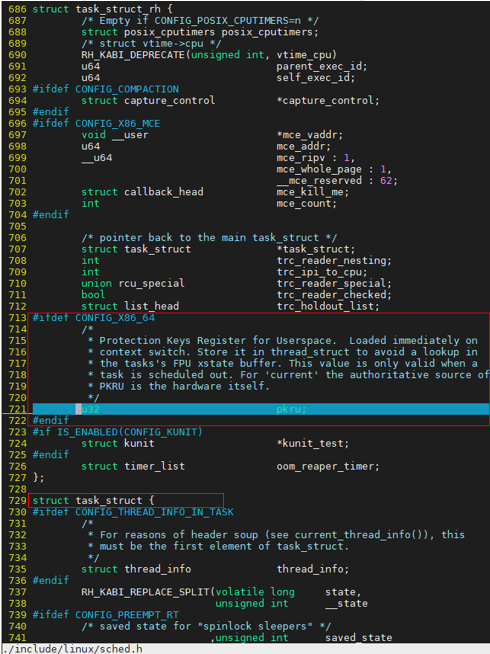 686 struct task_struct_rh {
687 /* Empty if CONFIG_POSIX_CPUTIMERS=n */
688 struct posix_cputimers posix_cputimers;
689 /* struct vtime->cpu */
690 RH_KABI_DEPRECATE(unsigned int, vtime_cpu)
691 u64 parent_exec_id;
692 u64 self_exec_id;
693 #ifdef CONFIG_COMPACTION
694 struct capture_control *capture_control;
695 #endif
696 #ifdef CONFIG_X86_MCE
697 void __user *mce_vaddr;
698 u64 mce_addr;
699 __u64 mce_ripv : 1,
700 mce_whole_page : 1,
701 __mce_reserved : 62;
702 struct callback_head mce_kill_me;
703 int mce_count;
704 #endif
705
706 /* pointer back to the main task_struct */
707 struct task_struct *task_struct;
708 int trc_reader_nesting;
709 int trc_ipi_to_cpu;
710 union rcu_special trc_reader_special;
711 bool trc_reader_checked;
712 struct list_head trc_holdout_list;
713 #ifdef CONFIG_X86_64
714 /*
715 * Protection Keys Register for Userspace.  Loaded immediately on
716 * context switch. Store it in thread_struct to avoid a lookup in
717 * the tasks's FPU xstate buffer. This value is only valid when a
718 * task is scheduled out. For 'current' the authoritative source of
719 * PKRU is the hardware itself.
720 */
721 u32 pkru;
722 #endif
723 #if IS_ENABLED(CONFIG_KUNIT)
724 struct kunit *kunit_test;
725 #endif
726 struct timer_list oom_reaper_timer;
727 };
728
729 struct task_struct {
730 #ifdef CONFIG_THREAD_INFO_IN_TASK
731 /*
732 * For reasons of header soup (see current_thread_info()), this
733 * must be the first element of task_struct.
734 */
735 struct thread_info thread_info;
736 #endif
737 RH_KABI_REPLACE_SPLIT(volatile long state,
738 unsigned int __state
739 #ifdef CONFIG_PREEMPT_RT
740 /* saved state for "spinlock sleepers" */
741 ,unsigned int saved_state
./include/linux/sched.h